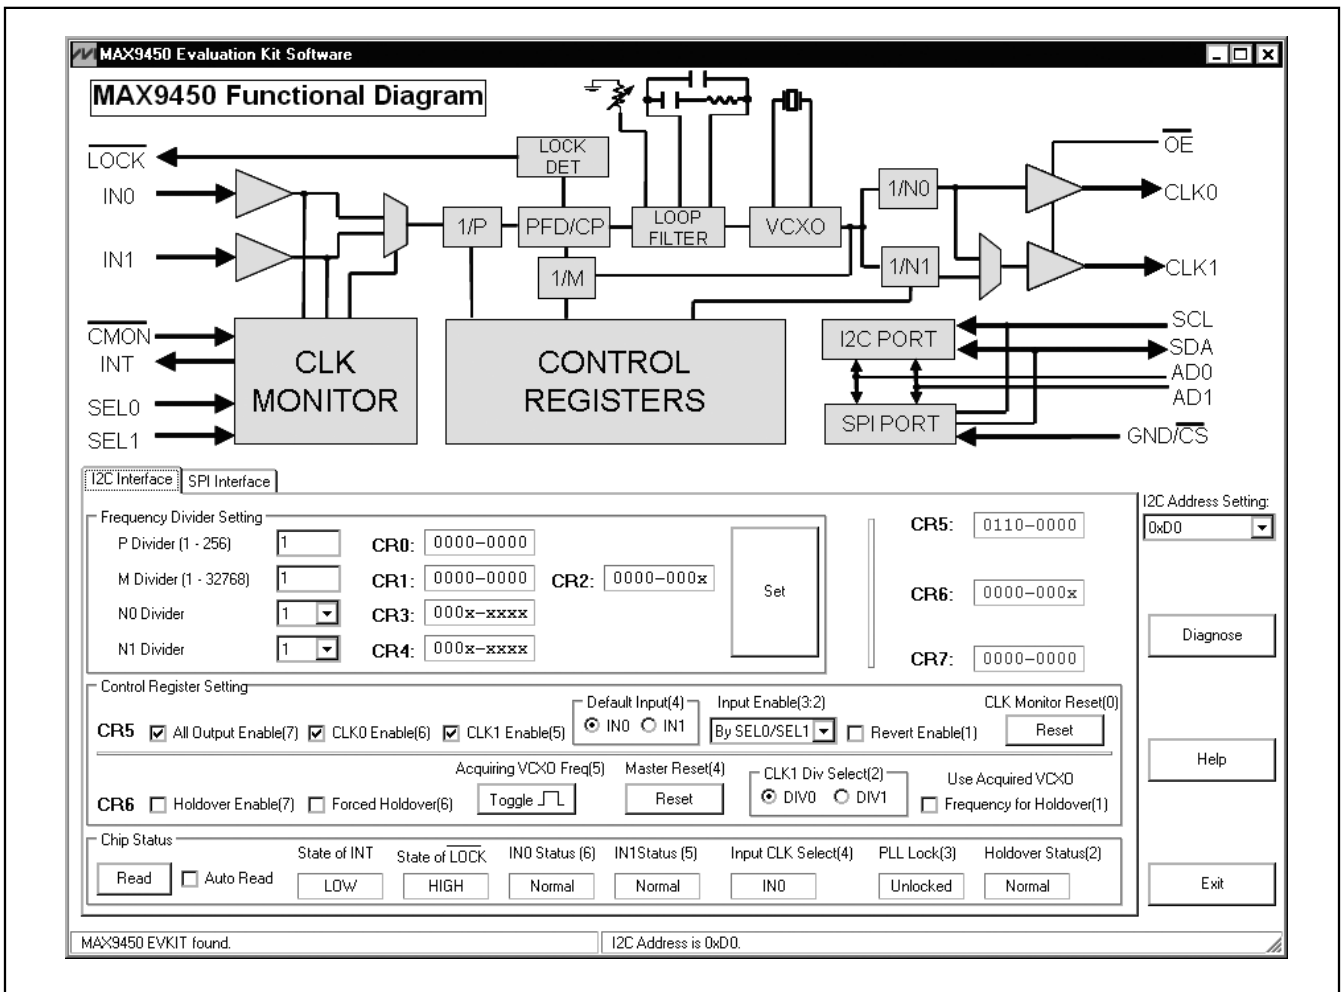 MAX9450 Evaluation Kit Software
MAX9450 Functional Diagram
LOCK
LOCK DET
OE
IN0
1/N0
CLK0
1/P
PFD/CP
LOOP FILTER
VCXO
IN1
1/M
1/N1
CLK1
CMON
INT
SEL0
SEL1
CLK MONITOR
CONTROL REGISTERS
I2C PORT
SPI PORT
SCL
SDA
AD0
AD1
GND/CS
I2C Interface
SPI Interface
I2C Address Setting:
0xD0
Frequency Divider Setting
P Divider (1 - 256)
1
CR0: 0000-0000
M Divider (1 - 32768)
1
CR1: 0000-0000
CR2: 0000-000x
N0 Divider
1
CR3: 000x-xxxx
N1 Divider
1
CR4: 000x-xxxx
Set
CR5: 0110-0000
CR6: 0000-000x
CR7: 0000-0000
Diagnose
Control Register Setting
CR5
All Output Enable(7)
CLK0 Enable(6)
CLK1 Enable(5)
Default Input(4)
IN0
IN1
Input Enable(3:2)
By SEL0/SEL1
Revert Enable(1)
CLK Monitor Reset(0)
Reset
CR6
Holdover Enable(7)
Forced Holdover(6)
Acquiring VCXO Freq(5)
Toggle
Master Reset(4)
Reset
CLK1 Div Select(2)
DIV0
DIV1
Use Acquired VCXO
Frequency for Holdover(1)
Help
Chip Status
Read
Auto Read
State of INT
LOW
State of LOCK
HIGH
IN0 Status (6)
Normal
IN1Status (5)
Normal
Input CLK Select(4)
IN0
PLL Lock(3)
Unlocked
Holdover Status(2)
Normal
Exit
MAX9450 EVKIT found.
I2C Address is 0xD0.